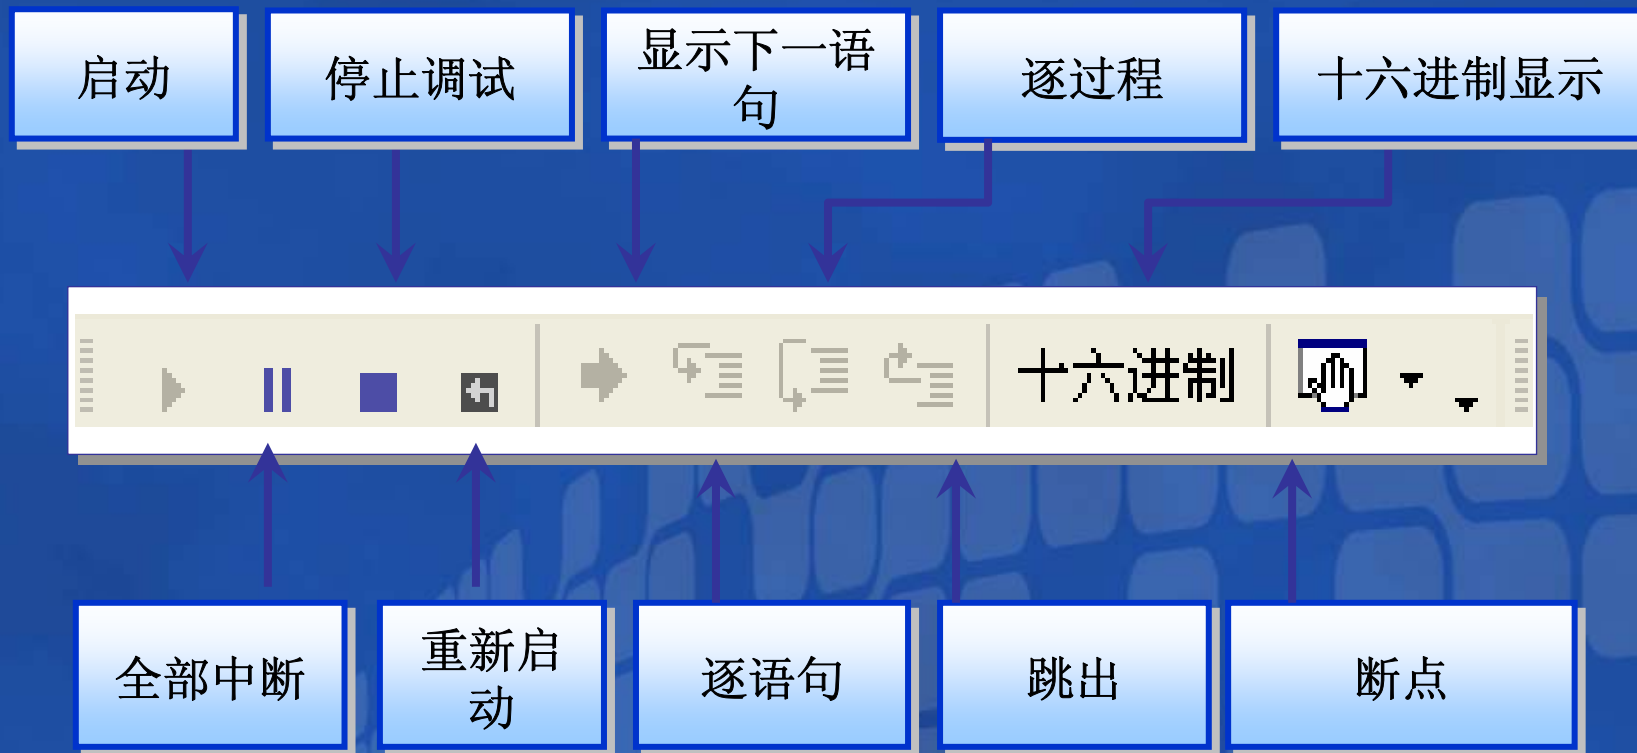 启动
停止调试
显示下一语
句
逐过程
十六进制显示
十六进制
全部中断
重新启
动
逐语句
跳出
断点